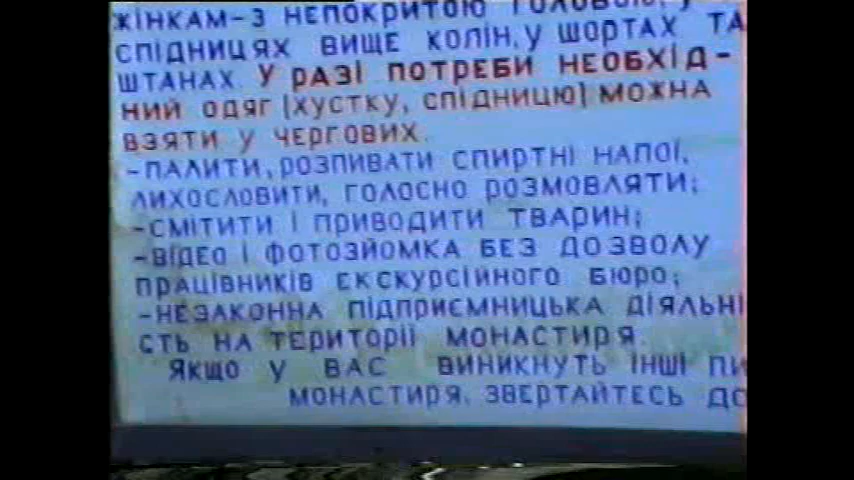 ЖІНКАМ-З НЕПОКРИТОЮ ГОЛОВОЮ, У
СПІДНИЦЯХ ВИЩЕ КОЛІН, У ШОРТАХ ТА
ШТАНАХ. У РАЗІ ПОТРЕБИ НЕОБХІД-
НИЙ ОДЯГ (ХУСТКУ, СПІДНИЦЮ) МОЖНА
ВЗЯТИ У ЧЕРГОВИХ.
-ПАЛИТИ, РОЗПИВАТИ СПИРТНІ НАПОЇ,
ЛИХОСЛОВИТИ, ГОЛОСНО РОЗМОВЛЯТИ;
-СМІТИТИ І ПРИВОДИТИ ТВАРИН;
-ВІДЕО І ФОТОЗЙОМКА БЕЗ ДОЗВОЛУ
ПРАЦІВНИКІВ ЕКСКУРСІЙНОГО БЮРО;
-НЕЗАКОННА ПІДПРИЄМНИЦЬКА ДІЯЛЬНІ
СТЬ НА ТЕРИТОРІЇ МОНАСТИРЯ.
ЯКЩО У ВАС ВИНИКНУТЬ ІНШІ ПИ
МОНАСТИРЯ, ЗВЕРТАЙТЕСЬ ДО